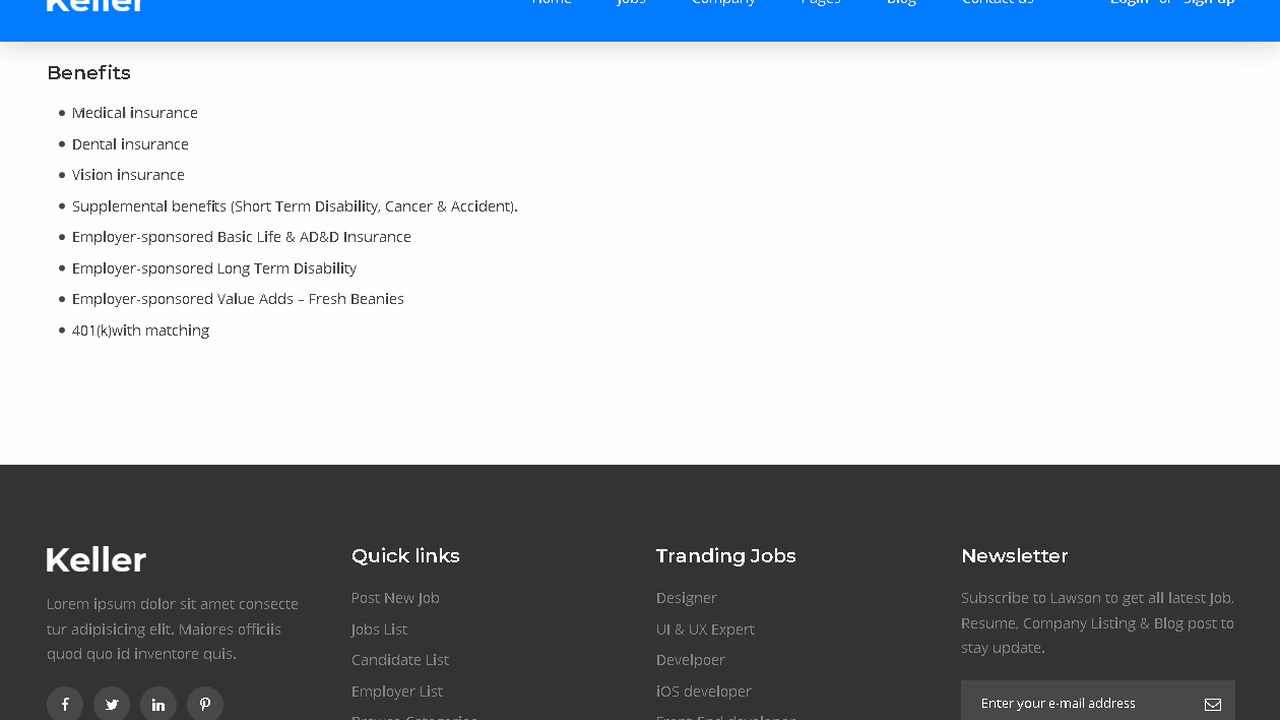 Keller
Home Jobs Company Pages Blog Contact us Login or Sign up
Benefits
Medical insurance
Dental insurance
Vision insurance
Supplemental benefits (Short Term Disability, Cancer & Accident).
Employer-sponsored Basic Life & AD&D Insurance
Employer-sponsored Long Term Disability
Employer-sponsored Value Adds – Fresh Beanies
401(k)with matching
Keller
Lorem ipsum dolor sit amet consecte
tur adipisicing elit. Maiores officiis
quod quo id inventore quis.
Quick links
Post New Job
Jobs List
Candidate List
Employer List
Browse Categories
Tranding Jobs
Designer
UI & UX Expert
Develpoer
iOS developer
Front-End developer
Newsletter
Subscribe to Lawson to get all latest Job,
Resume, Company Listing & Blog post to
stay update.
Enter your e-mail address